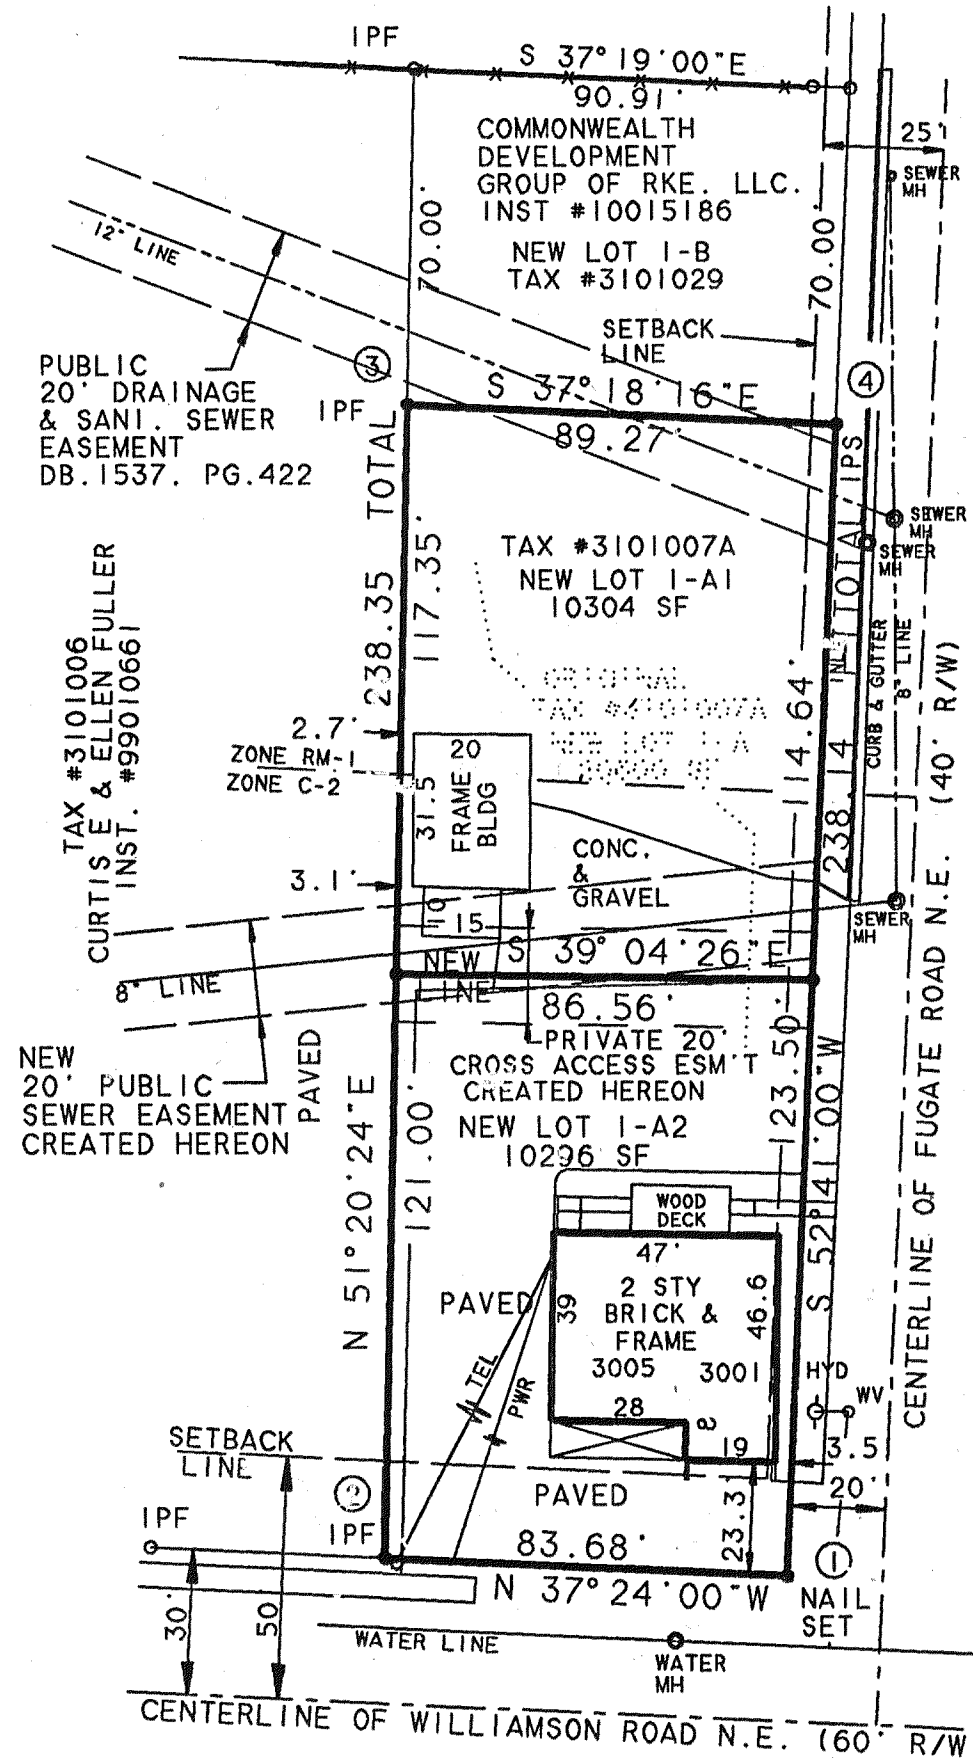 IPF
S 37°19'00"E
90.91'
COMMONWEALTH
DEVELOPMENT
GROUP OF RKE. LLC.
INST #10015186
NEW LOT 1-B
TAX #3101029
25'
SEWER
MH
12" LINE
70.00'
70.00'
SETBACK
LINE
PUBLIC
20' DRAINAGE
& SANI. SEWER
EASEMENT
DB.1537. PG.422
3
4
IPF
S 37°18'16"E
89.27'
TOTAL
238.35
117.35'
IPS
TOTAL
238.14
INLET
SEWER
MH
SEWER
MH
TAX #3101007A
NEW LOT 1-A1
10304 SF
TAX #3101006
CURTIS E & ELLEN FULLER
INST. #99010661
ORIGINAL
TAX #3101007A
NEW LOT 1-A
114.64'
CURB & GUTTER
8" LINE
2.7'
ZONE RM-1
ZONE C-2
20
31.5
FRAME
BLDG
3.1'
10
15
CONC.
&
GRAVEL
SEWER
MH
S 39°04'26"E
NEW
LINE
86.56'
8" LINE
PRIVATE 20'
CROSS ACCESS ESM'T
CREATED HEREON
NEW
20' PUBLIC
SEWER EASEMENT
CREATED HEREON
PAVED
NEW LOT 1-A2
10296 SF
N 51°20'24"E
121.00'
123.50'
S 52°41'00"W
CENTERLINE OF FUGATE ROAD N.E. (40' R/W)
WOOD
DECK
47'
2 STY
BRICK &
FRAME
3005 3001
39
46.6
28
8
19
PAVED
TEL
PWR
HYD
WV
3.5
20'
SETBACK
LINE
2
IPF
IPF
PAVED
23.3'
83.68'
N 37°24'00"W
1
NAIL
SET
30'
50'
WATER LINE
WATER
MH
CENTERLINE OF WILLIAMSON ROAD N.E. (60' R/W